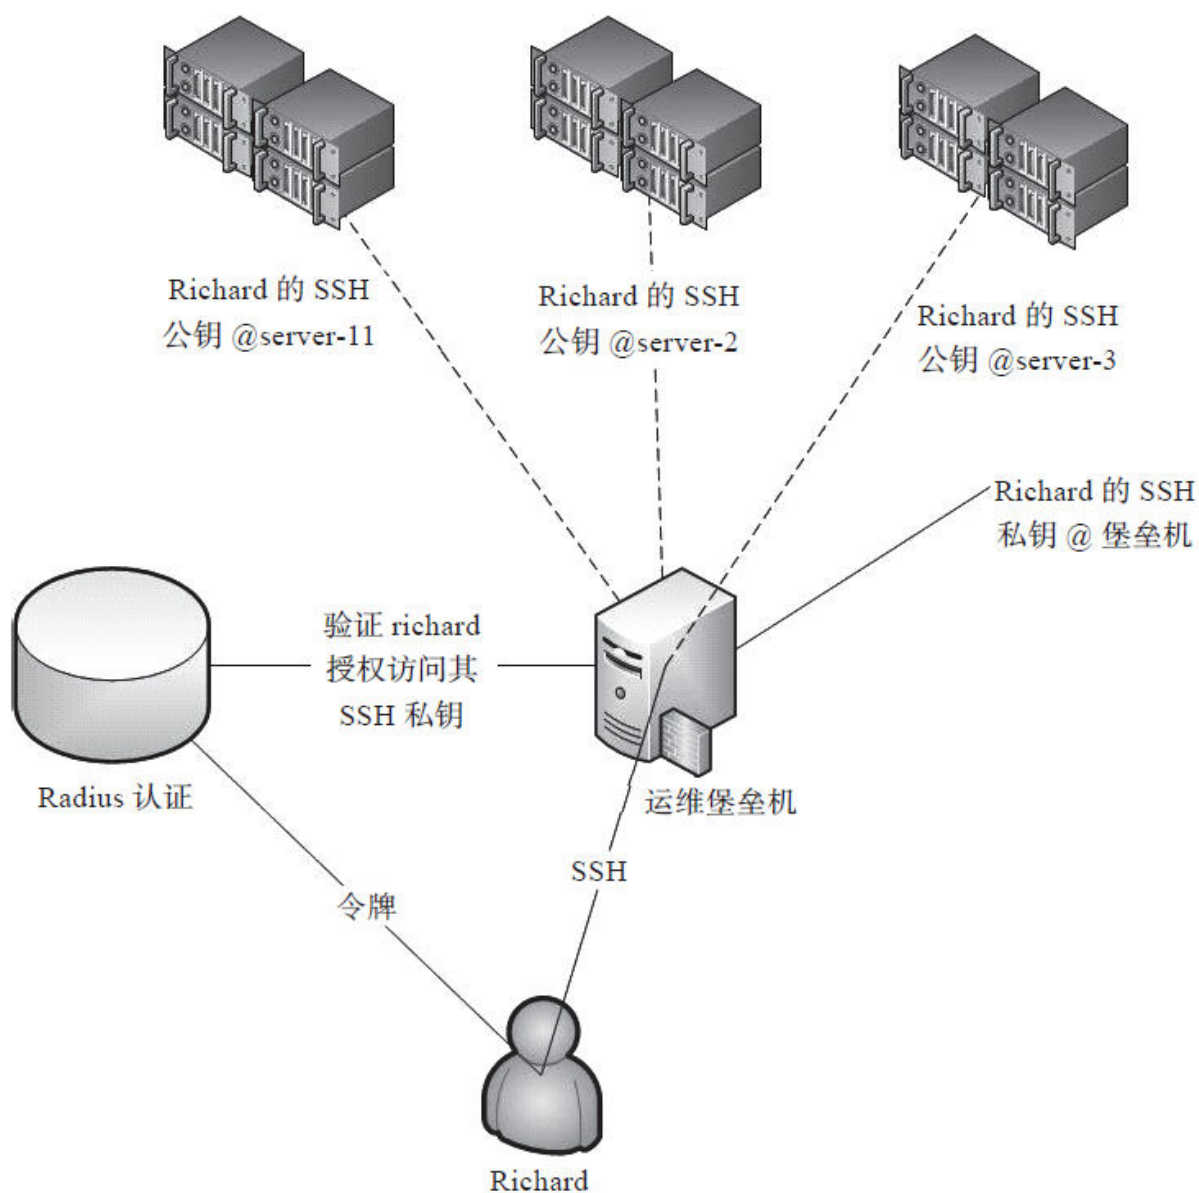 Richard 的 SSH
公钥 @server-11
Richard 的 SSH
公钥 @server-2
Richard 的 SSH
公钥 @server-3
Richard 的 SSH
私钥 @ 堡垒机
验证 richard
授权访问其
SSH 私钥
Radius 认证
运维堡垒机
SSH
令牌
Richard